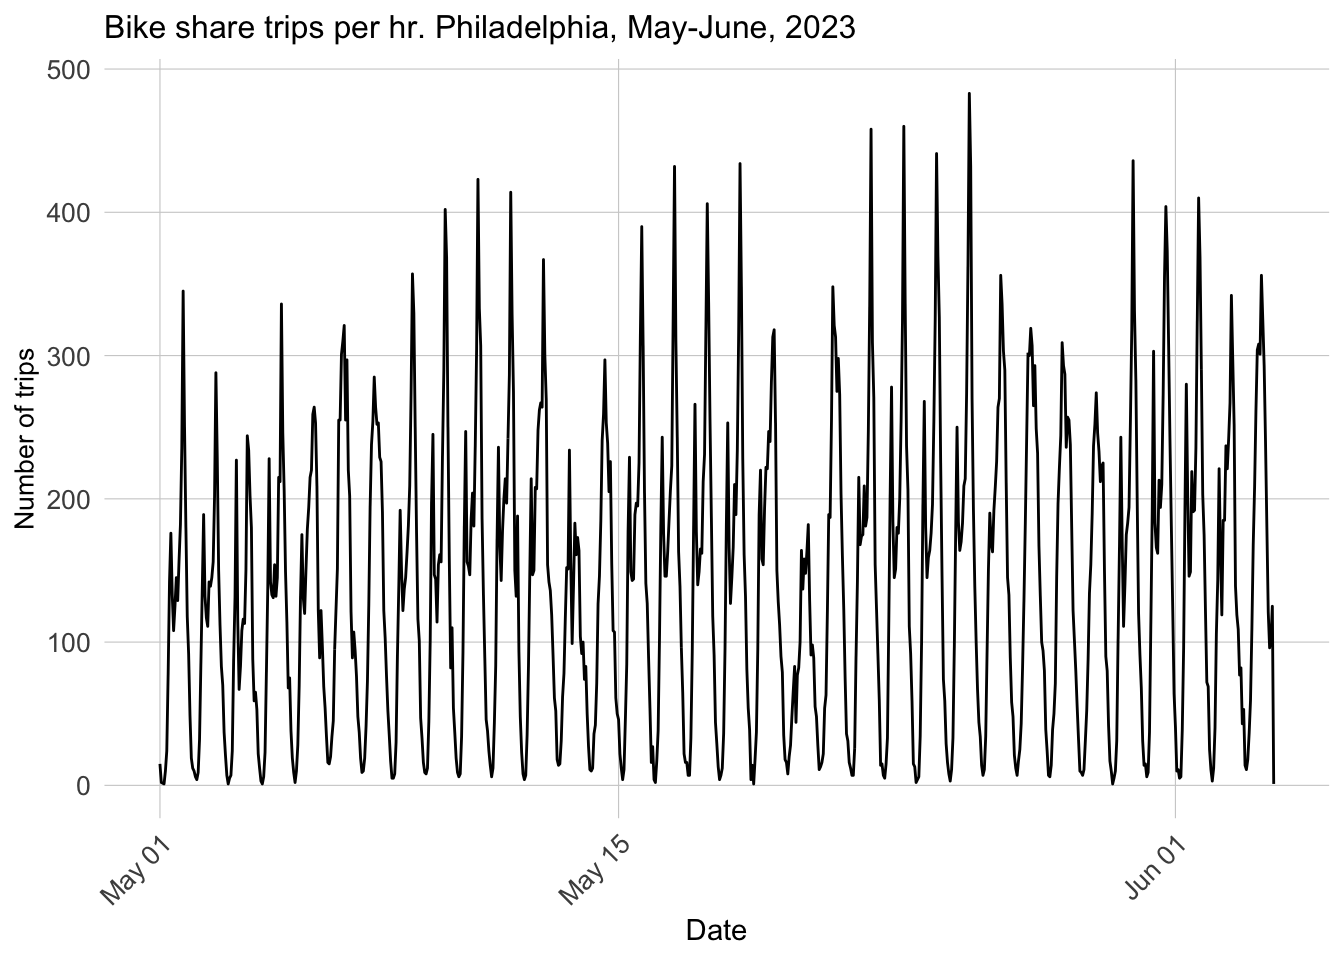 Bike share trips per hr. Philadelphia, May-June, 2023
500
400
300
200
100
0
Number of trips
May 01
May 15
Jun 01
Date